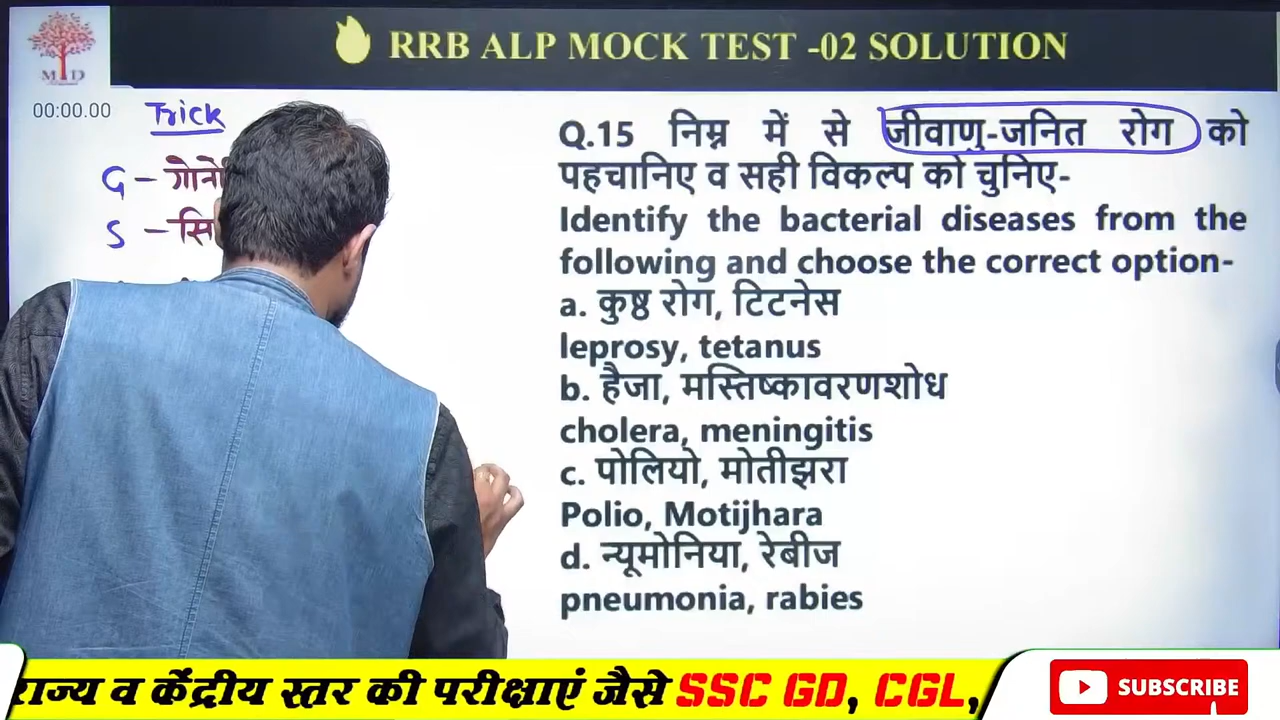 RRB ALP MOCK TEST -02 SOLUTION
M D
00:00.00
Trick
G -
S -
Q.15 निम्न में से जीवाणु-जनित रोग को
पहचानिए व सही विकल्प को चुनिए-
Identify the bacterial diseases from the
following and choose the correct option-
a. कुष्ठ रोग, टिटनेस
leprosy, tetanus
b. हैजा, मस्तिष्कावरणशोध
cholera, meningitis
c. पोलियो, मोतीझरा
Polio, Motijhara
d. न्यूमोनिया, रेबीज
pneumonia, rabies
राज्य व केंद्रीय स्तर की परीक्षाएं जैसे SSC GD, CGL,
SUBSCRIBE